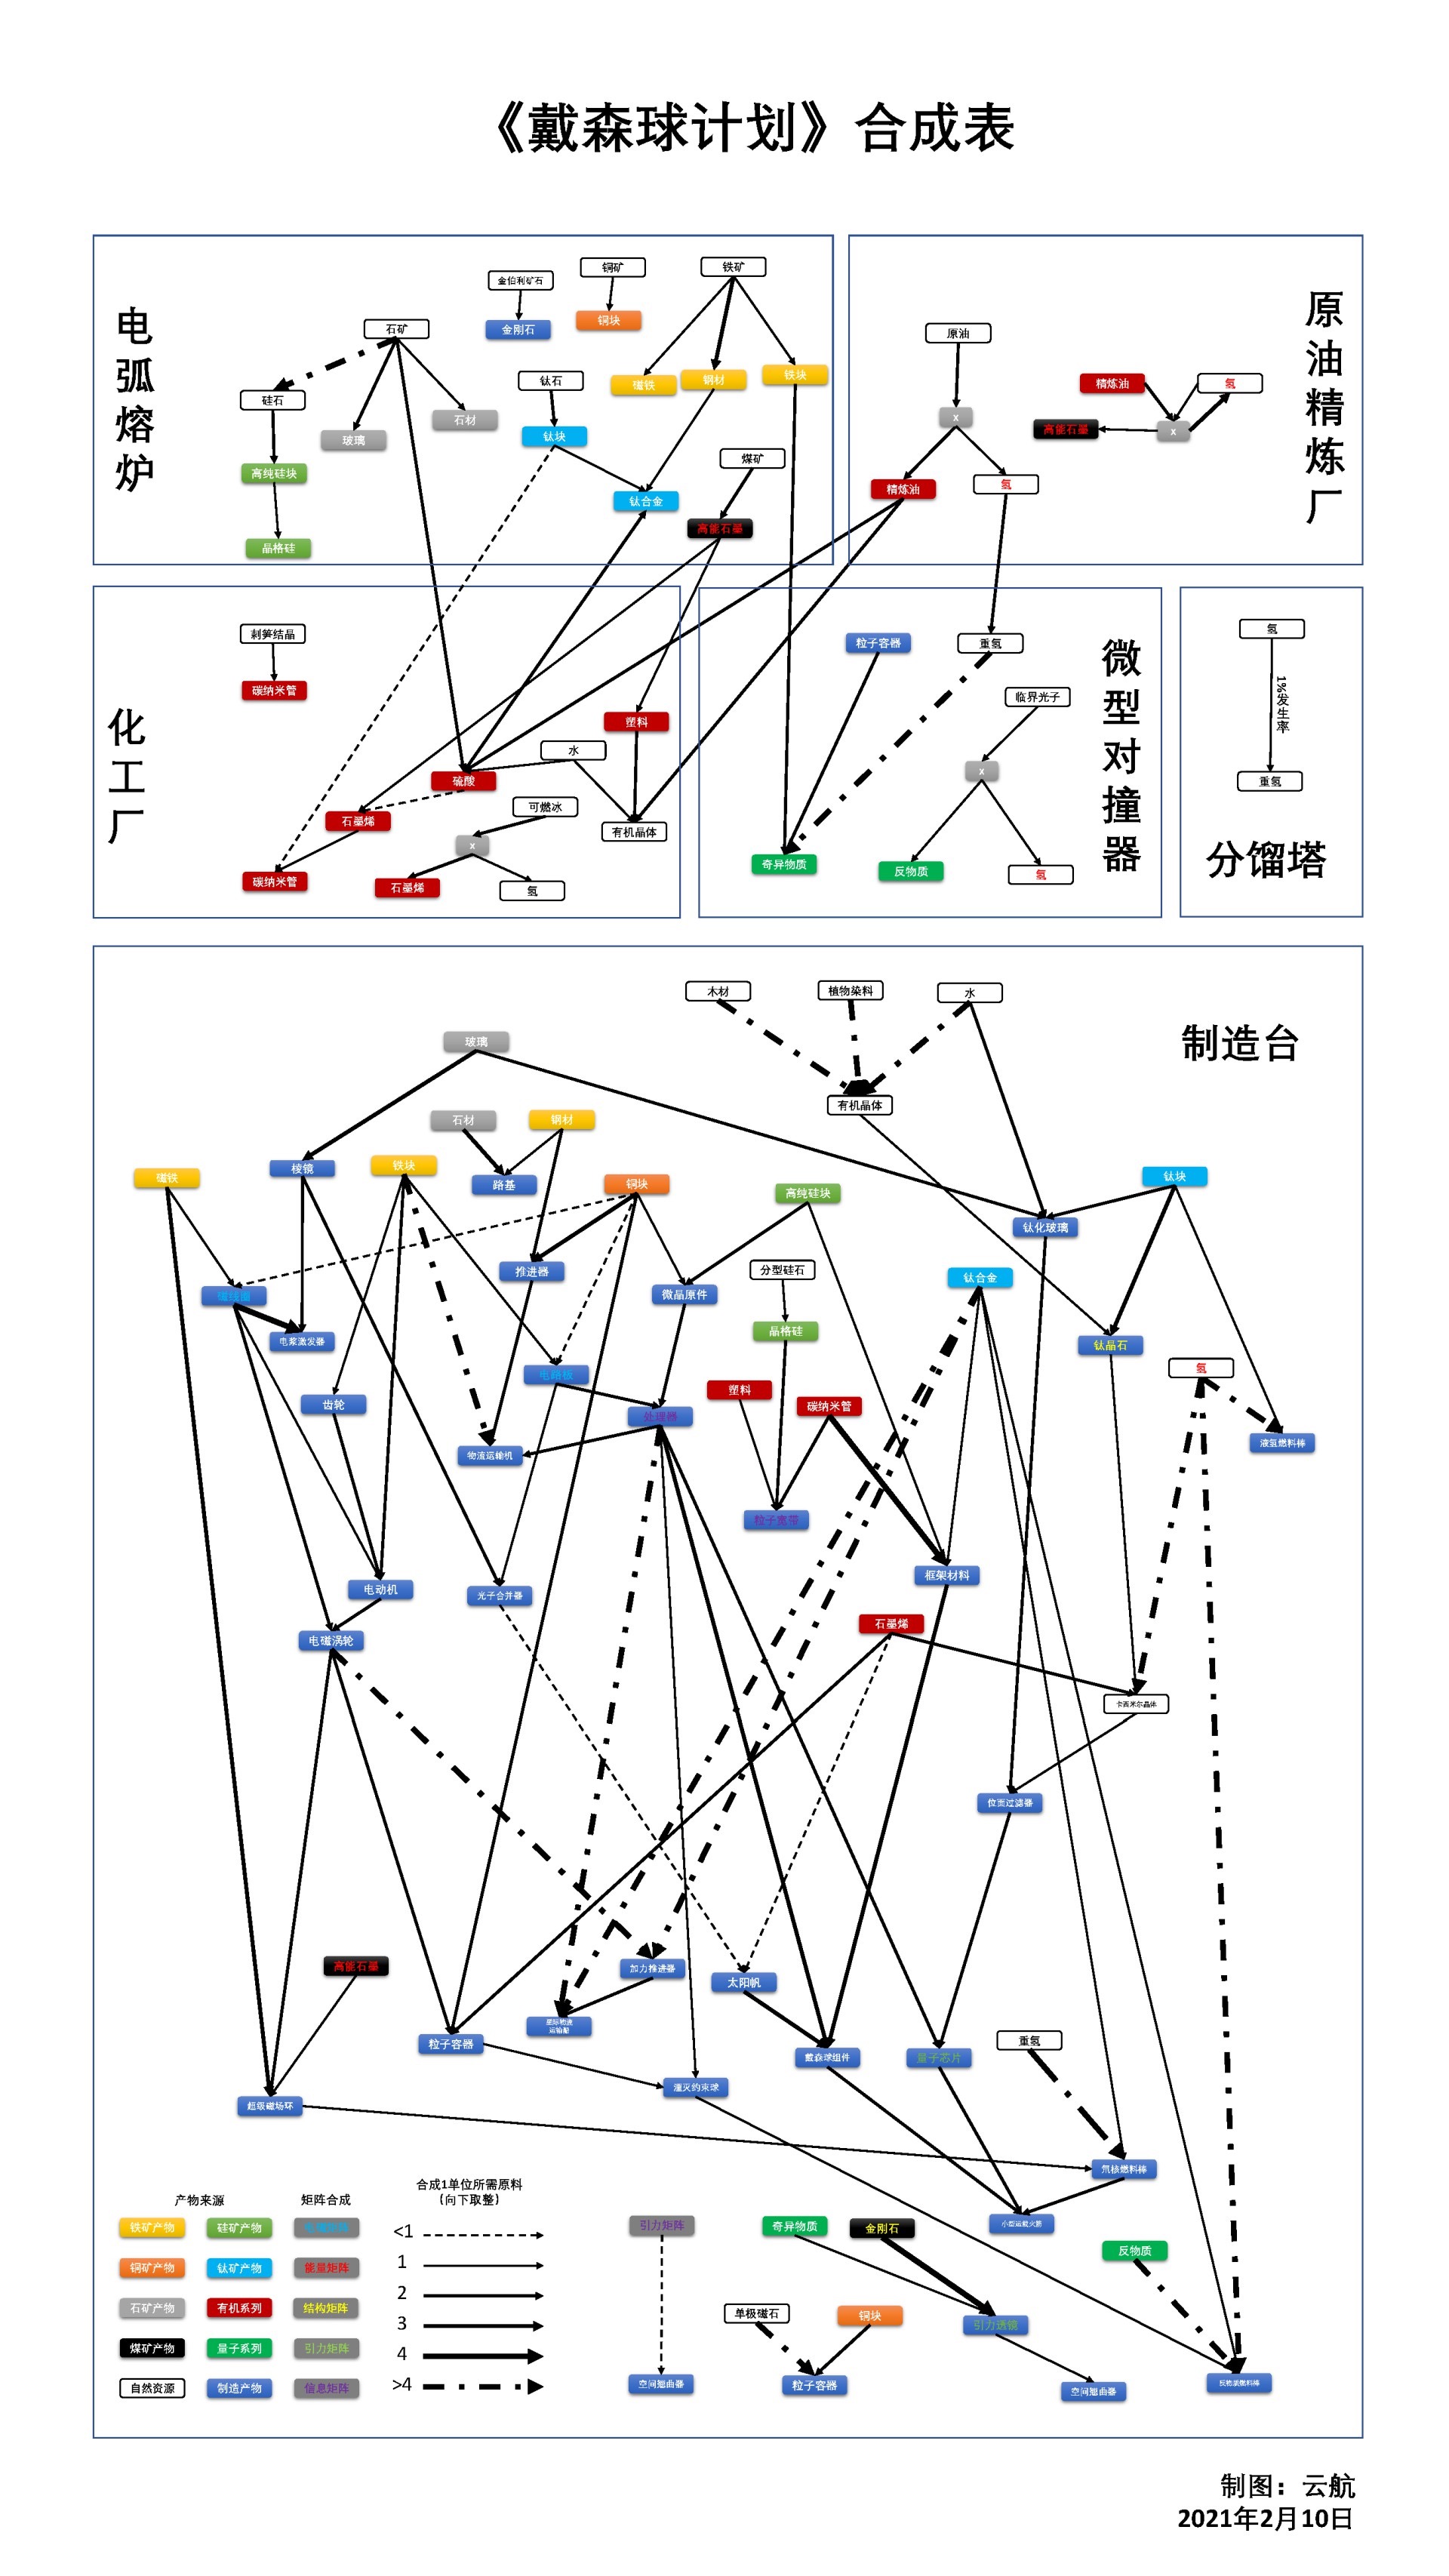 《戴森球计划》合成表
电弧熔炉
金伯利矿石
铜矿
铁矿
石矿
金刚石
铜块
钛石
磁铁
钢材
铁块
硅石
玻璃
石材
钛块
煤矿
高纯硅块
钛合金
高能石墨
晶格硅
原油精炼厂
原油
精炼油
氢
x
高能石墨
x
精炼油
氢
化工厂
刺笋结晶
碳纳米管
塑料
水
硫酸
可燃冰
石墨烯
有机晶体
x
碳纳米管
石墨烯
氢
微型对撞器
粒子容器
重氢
临界光子
x
奇异物质
反物质
氢
分馏塔
氢
1%发生率
重氢
制造台
木材
植物染料
水
玻璃
有机晶体
石材
钢材
磁铁
棱镜
铁块
路基
铜块
高纯硅块
钛块
钛化玻璃
推进器
分型硅石
钛合金
磁线圈
微晶原件
电浆激发器
晶格硅
钛晶石
电路板
氢
齿轮
塑料
碳纳米管
处理器
物流运输机
液氢燃料棒
粒子宽带
电动机
光子合并器
框架材料
石墨烯
电磁涡轮
卡西米尔晶体
位面过滤器
高能石墨
加力推进器
太阳帆
星际物流
运输船
粒子容器
重氢
戴森球组件
量子芯片
湮灭约束球
超级磁场环
氘核燃料棒
小型运载火箭
产物来源
矩阵合成
合成1单位所需原料
(向下取整)
铁矿产物
硅矿产物
铜矿产物
钛矿产物
能量矩阵
石矿产物
有机系列
结构矩阵
煤矿产物
量子系列
引力矩阵
自然资源
制造产物
信息矩阵
<1
1
2
3
4
>4
引力矩阵
空间翘曲器
奇异物质
金刚石
单极磁石
铜块
引力透镜
粒子容器
空间翘曲器
反物质
反物质燃料棒
制图：云航
2021年2月10日